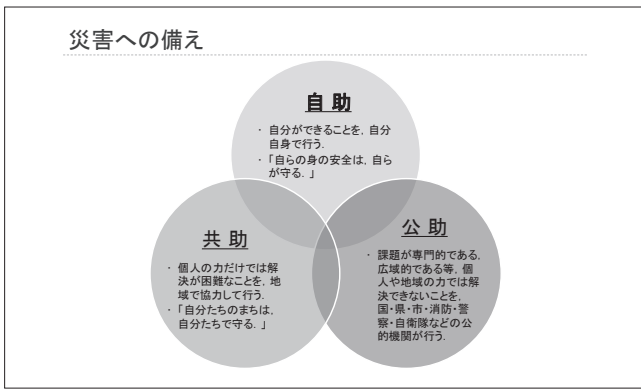 災害への備え
自 助
・ 自分ができることを，自分
自身で行う．
・ 「自らの身の安全は，自ら
が守る．」
共 助
・ 個人の力だけでは解
決が困難なことを，地
域で協力して行う．
・ 「自分たちのまちは，
自分たちで守る．」
公 助
・ 課題が専門的である，
広域的である等，個
人や地域の力では解
決できないことを，
国・県・市・消防・警
察・自衛隊などの公
的機関が行う．